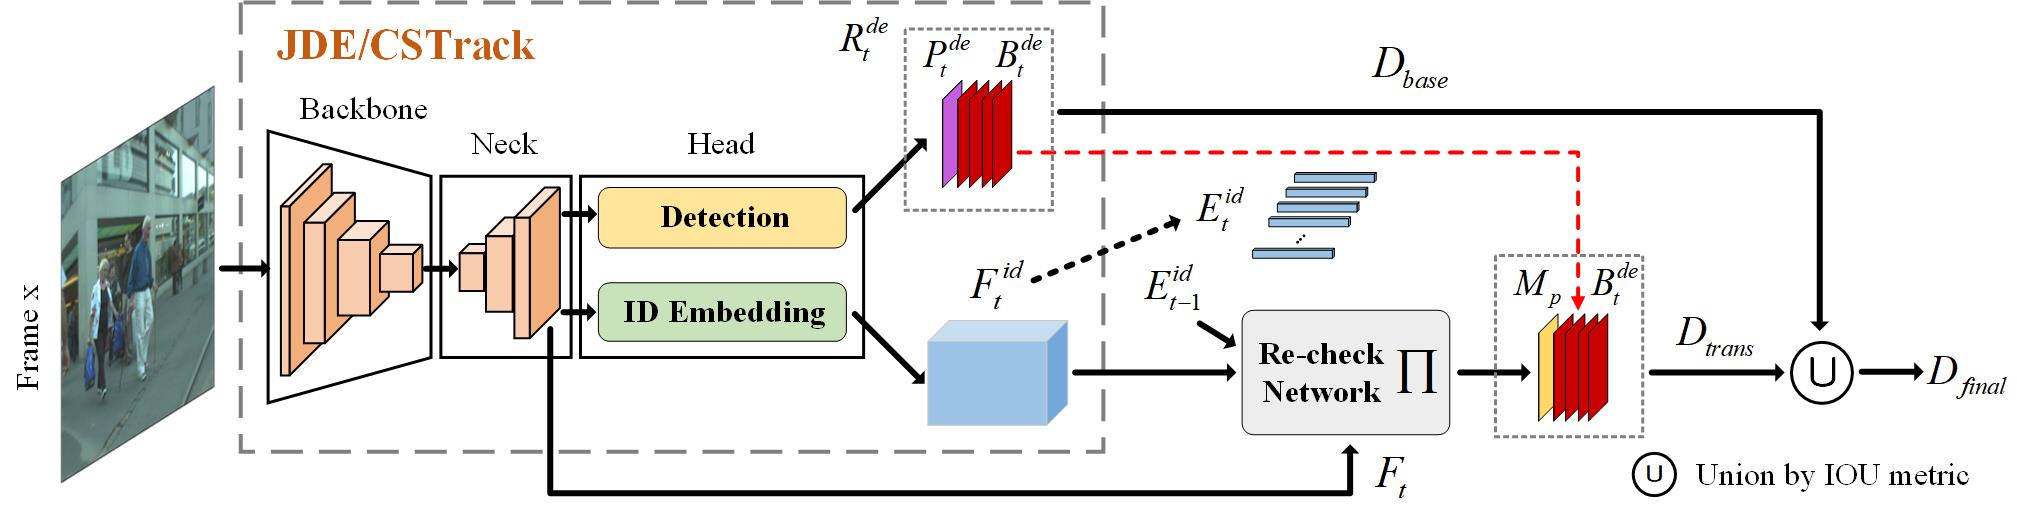 JDE/CSTrack
Backbone
Neck
Head
Detection
ID Embedding
Frame x
R_t^{de}
P_t^{de} B_t^{de}
D_{base}
F_t^{id}
E_t^{id}
E_{t-1}^{id}
Re-check
Network ∏
M_p B_t^{de}
D_{trans}
U
D_{final}
F_t
U Union by IOU metric